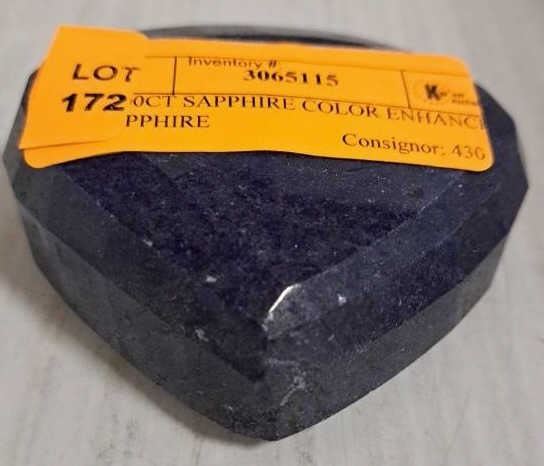 LOT
172
Inventory #
3065115
0CT SAPPHIRE COLOR ENHANC
PPHIRE
Consignor: 430